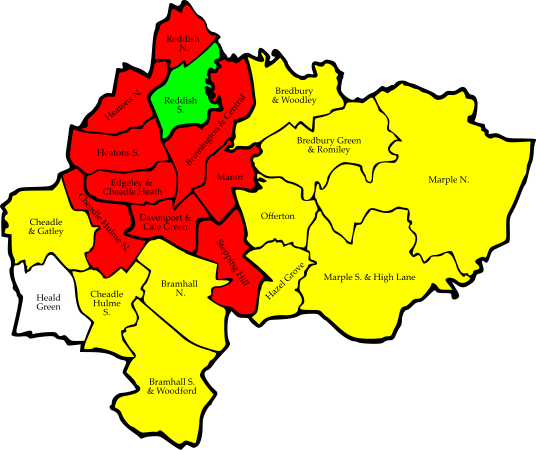 Reddish
N.
Bredbury
& Woodley
Heatons N.
Reddish
S.
Brinnington & Central
Bredbury Green
& Romiley
Heatons S.
Manor
Marple N.
Edgeley &
Cheadle Heath
Offerton
Cheadle
& Gatley
Cheadle Hulme N.
Davenport &
Cale Green
Stepping Hill
Hazel Grove
Marple S. & High Lane
Bramhall
N.
Heald
Green
Cheadle
Hulme
S.
Bramhall S.
& Woodford